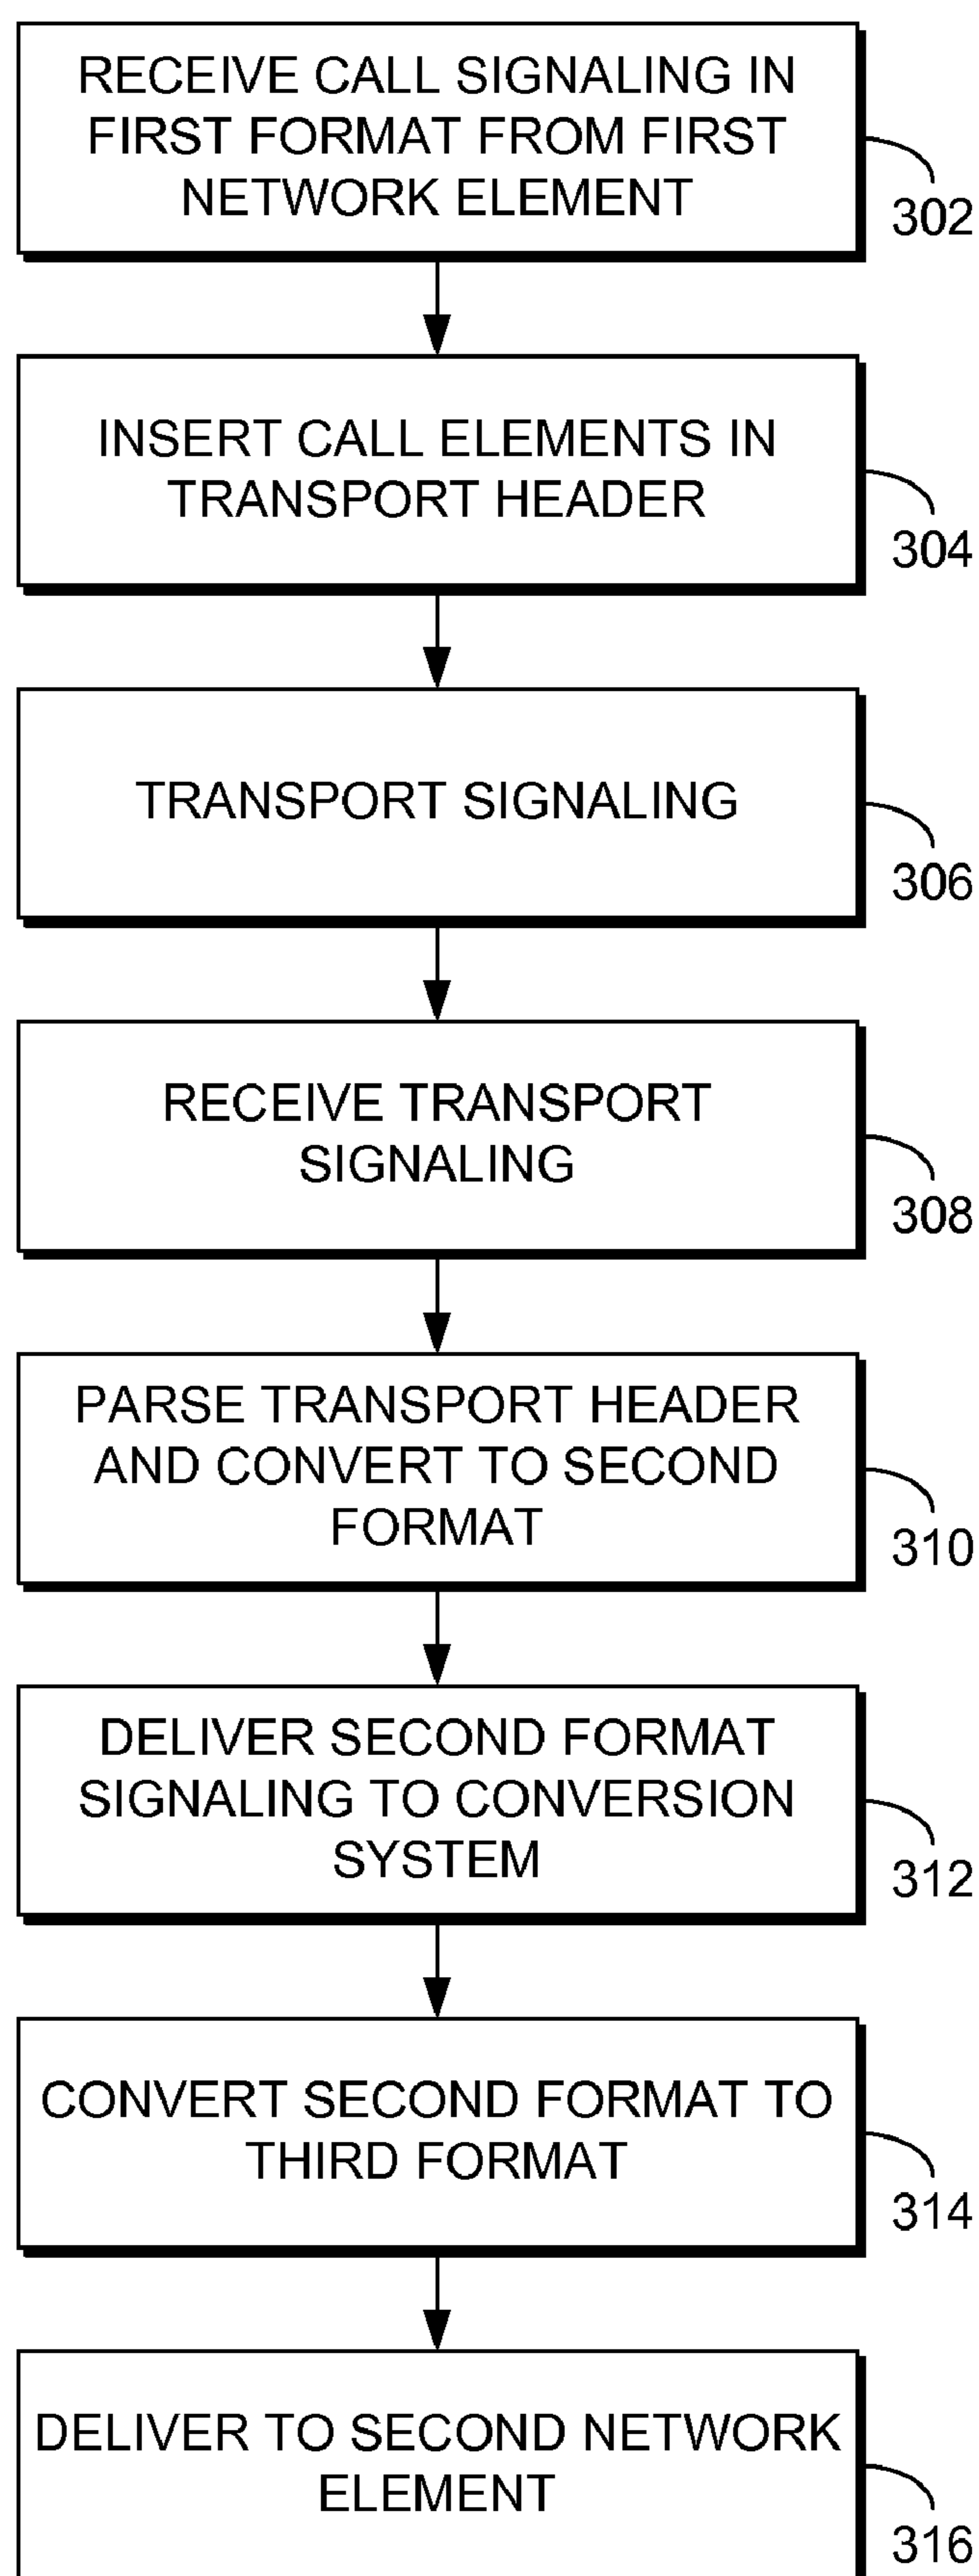 RECEIVE CALL SIGNALING IN
FIRST FORMAT FROM FIRST
NETWORK ELEMENT
302
INSERT CALL ELEMENTS IN
TRANSPORT HEADER
304
TRANSPORT SIGNALING
306
RECEIVE TRANSPORT
SIGNALING
308
PARSE TRANSPORT HEADER
AND CONVERT TO SECOND
FORMAT
310
DELIVER SECOND FORMAT
SIGNALING TO CONVERSION
SYSTEM
312
CONVERT SECOND FORMAT TO
THIRD FORMAT
314
DELIVER TO SECOND NETWORK
ELEMENT
316